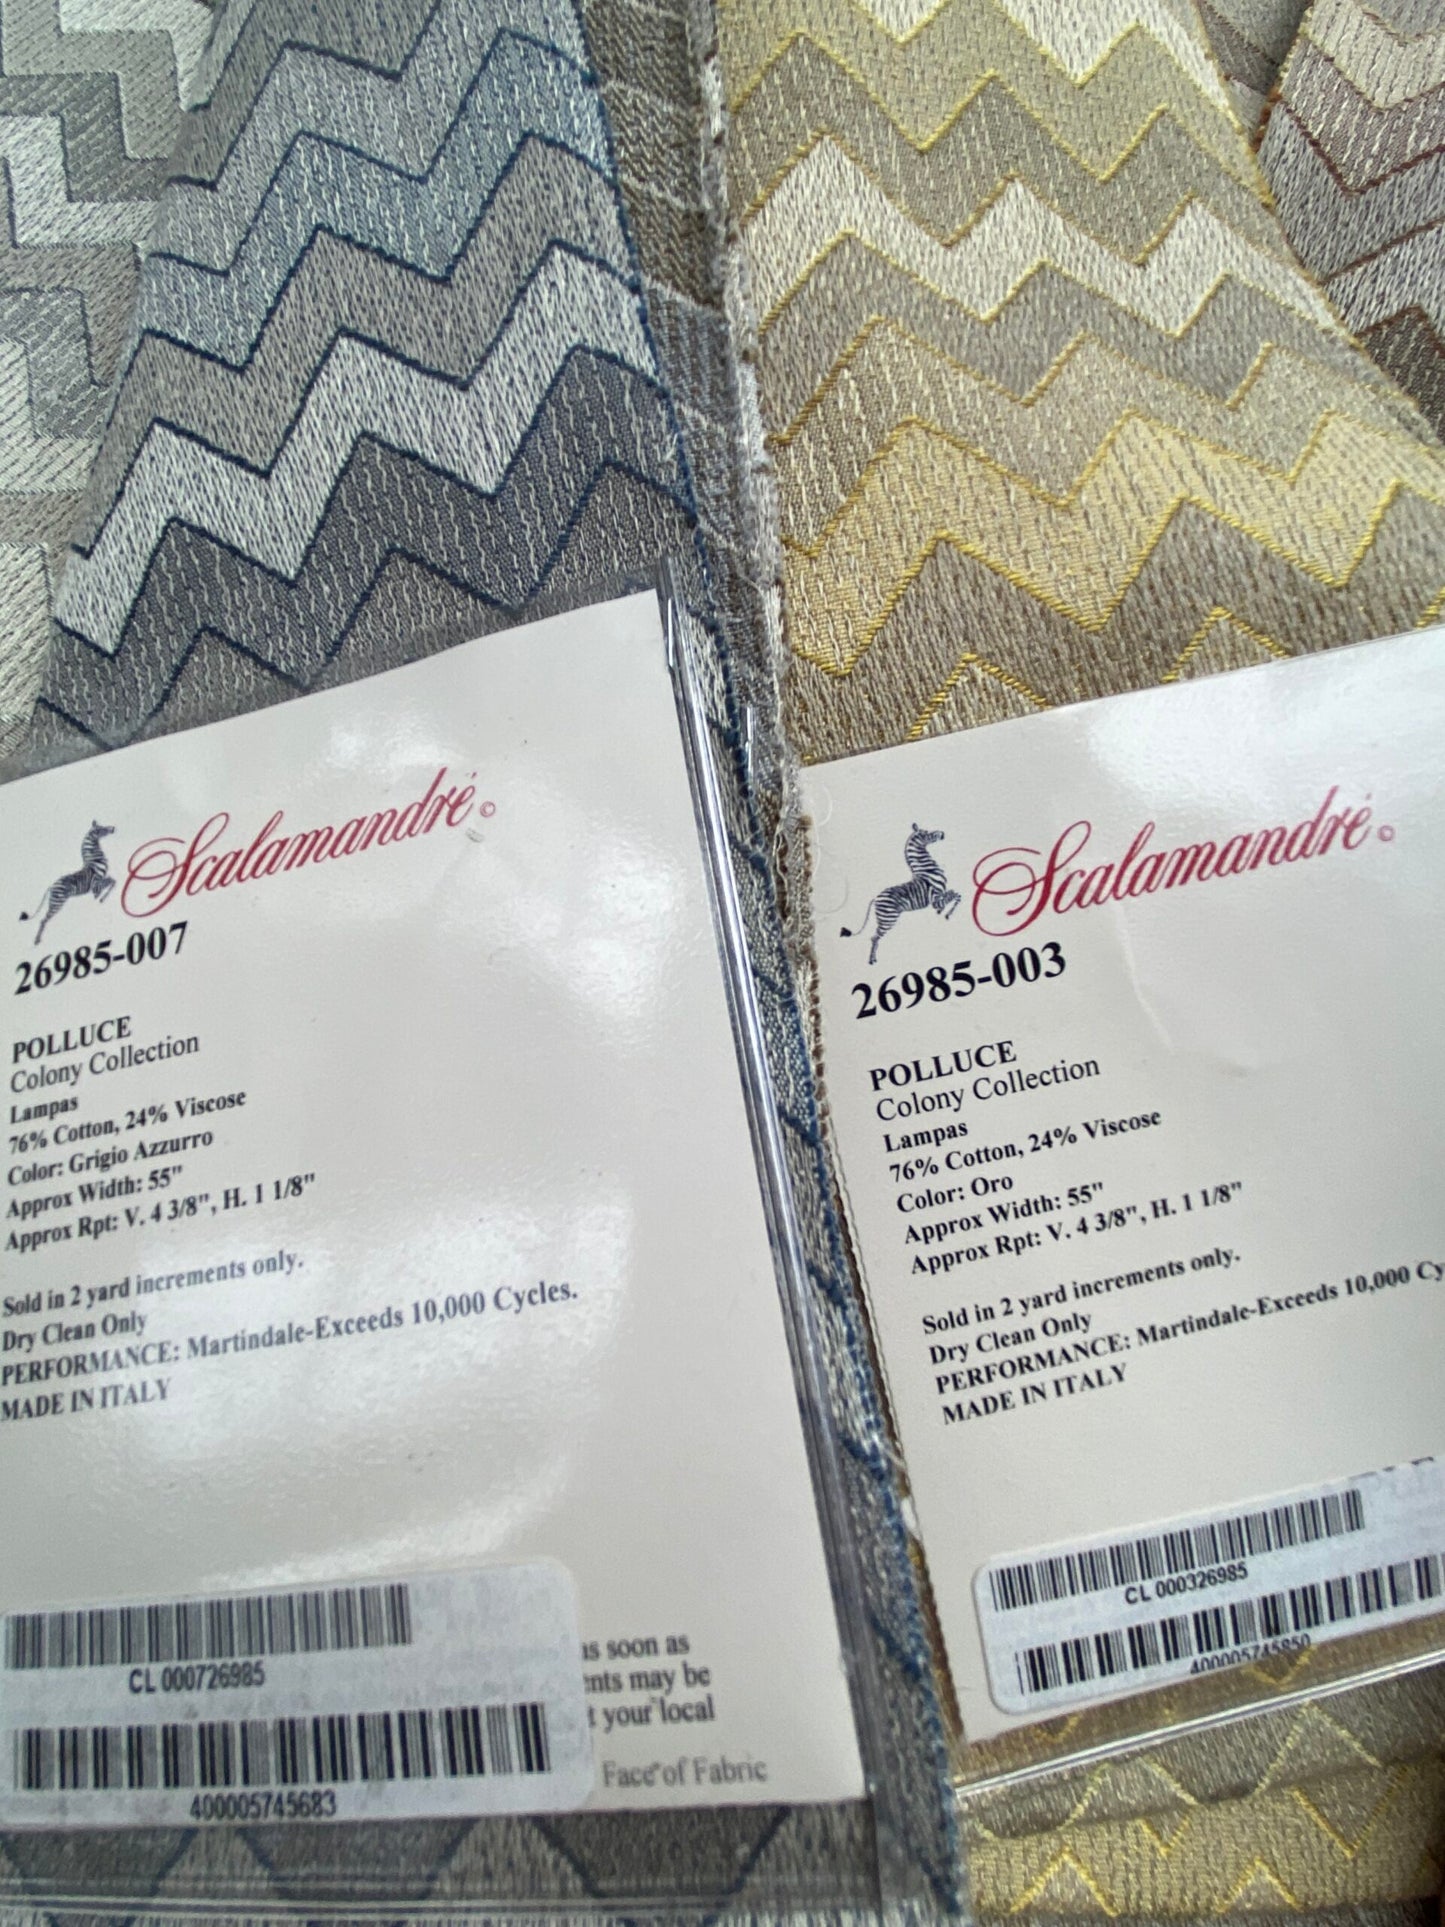 Scalamandré©
26985-007
POLLUCE
Colony Collection
Lampas
76% Cotton, 24% Viscose
Color: Grigio Azzurro
Approx Width: 55"
Approx Rpt: V. 4 3/8", H. 1 1/8"
Sold in 2 yard increments only.
Dry Clean Only
PERFORMANCE: Martindale-Exceeds 10,000 Cycles.
MADE IN ITALY
as soon as
CL 000726985
may be
your local
Face of Fabric
400005745683
Scalamandré©
26985-003
POLLUCE
Colony Collection
Lampas
76% Cotton, 24% Viscose
Color: Oro
Approx Width: 55"
Approx Rpt: V. 4 3/8", H. 1 1/8"
Sold in 2 yard increments only.
Dry Clean Only
PERFORMANCE: Martindale-Exceeds 10,000 Cy
MADE IN ITALY
CL 000326985
400005745850